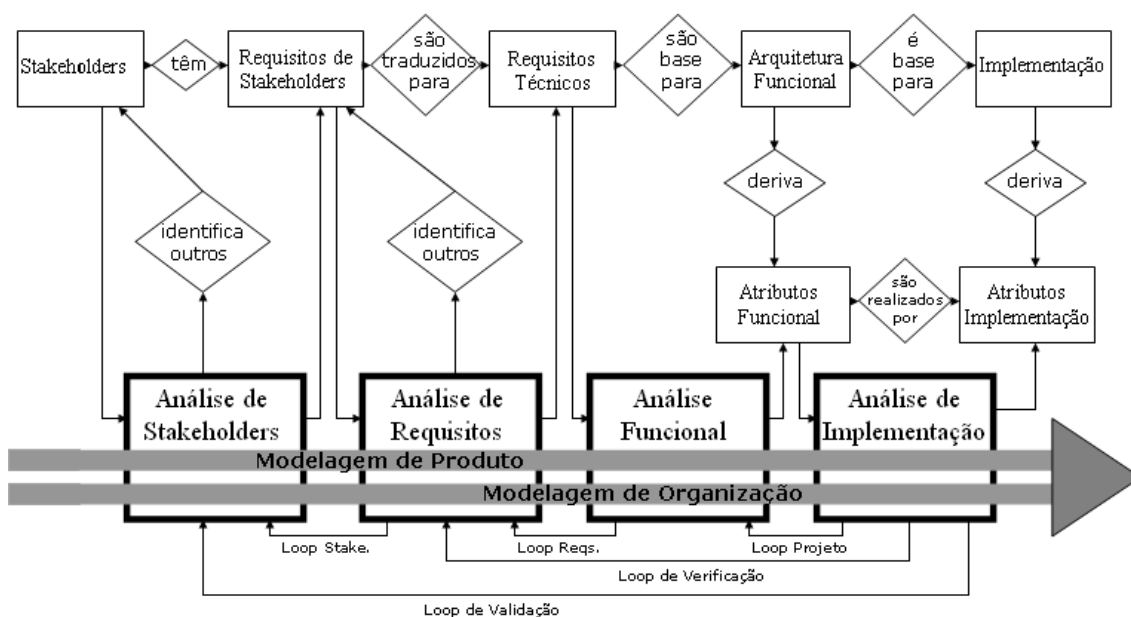 Stakeholders
têm
Requisitos de
Stakeholders
são
traduzidos
para
Requisitos
Técnicos
são
base
para
Arquitetura
Funcional
é
base
para
Implementação
identifica
outros
identifica
outros
deriva
deriva
Atributos
Funcional
são
realizados
por
Atributos
Implementação
Análise de
Stakeholders
Análise de
Requisitos
Análise
Funcional
Análise de
Implementação
Modelagem de Produto
Modelagem de Organização
Loop Stake.
Loop Reqs.
Loop Projeto
Loop de Verificação
Loop de Validação